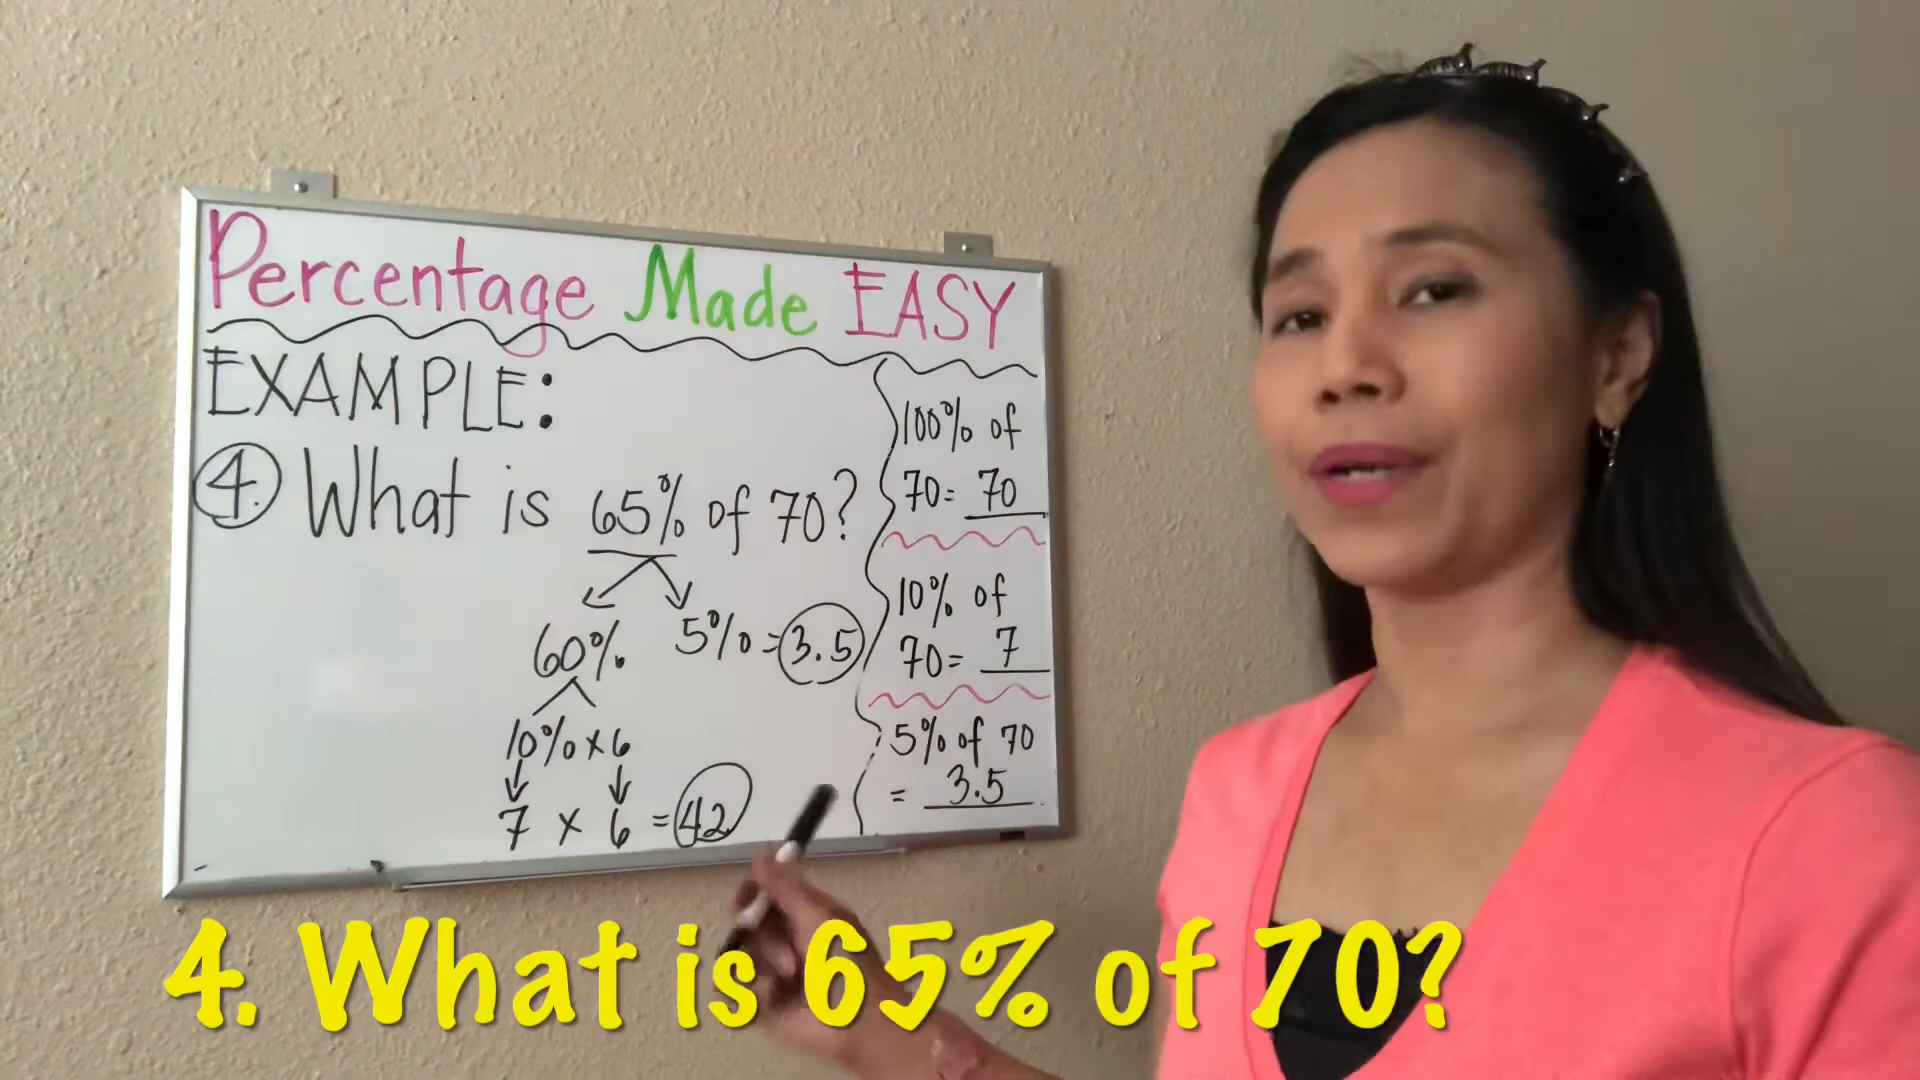 Percentage Made EASY
EXAMPLE:
4. What is 65% of 70?
60% 5% = 3.5
10% x 6
7 x 6 = 42
100% of
70 = 70
10% of
70 = 7
5% of 70
= 3.5
4. What is 65% of 70?